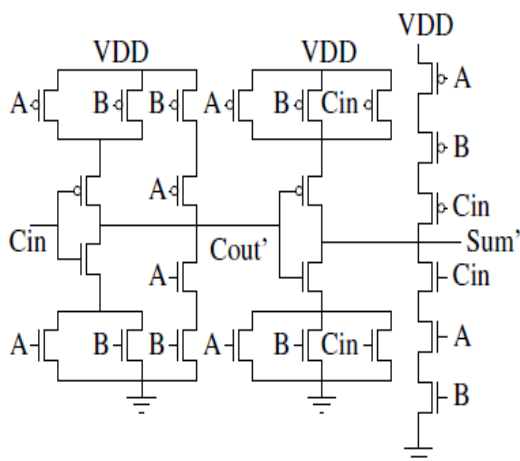 VDD
VDD VDD
A B B A B Cin A
B
A
Cin
Cin Cout' Sum'
A Cin
A B B A B Cin A
B